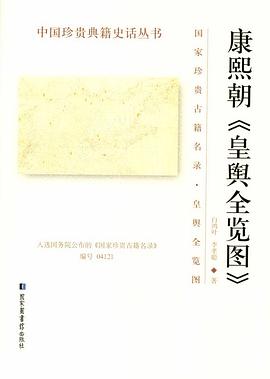 中国珍贵典籍史话丛书
康熙朝《皇舆全览图》
国家珍贵古籍名录·皇舆全览图
白鸿叶 李孝聪 ◆ 著
入选国务院公布的《国家珍贵古籍名录》
编号 04121
国家图书馆出版社